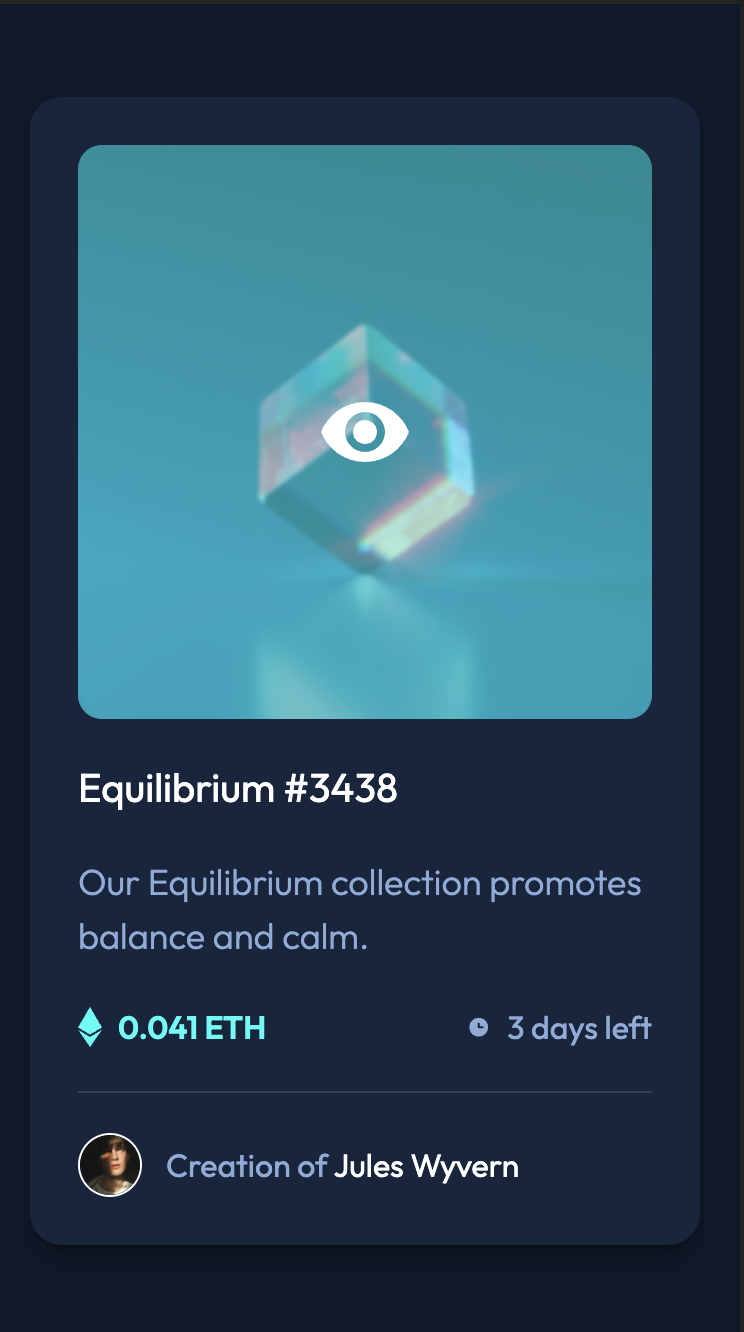 Equilibrium #3438
Our Equilibrium collection promotes
balance and calm.
0.041 ETH
3 days left
Creation of Jules Wyvern